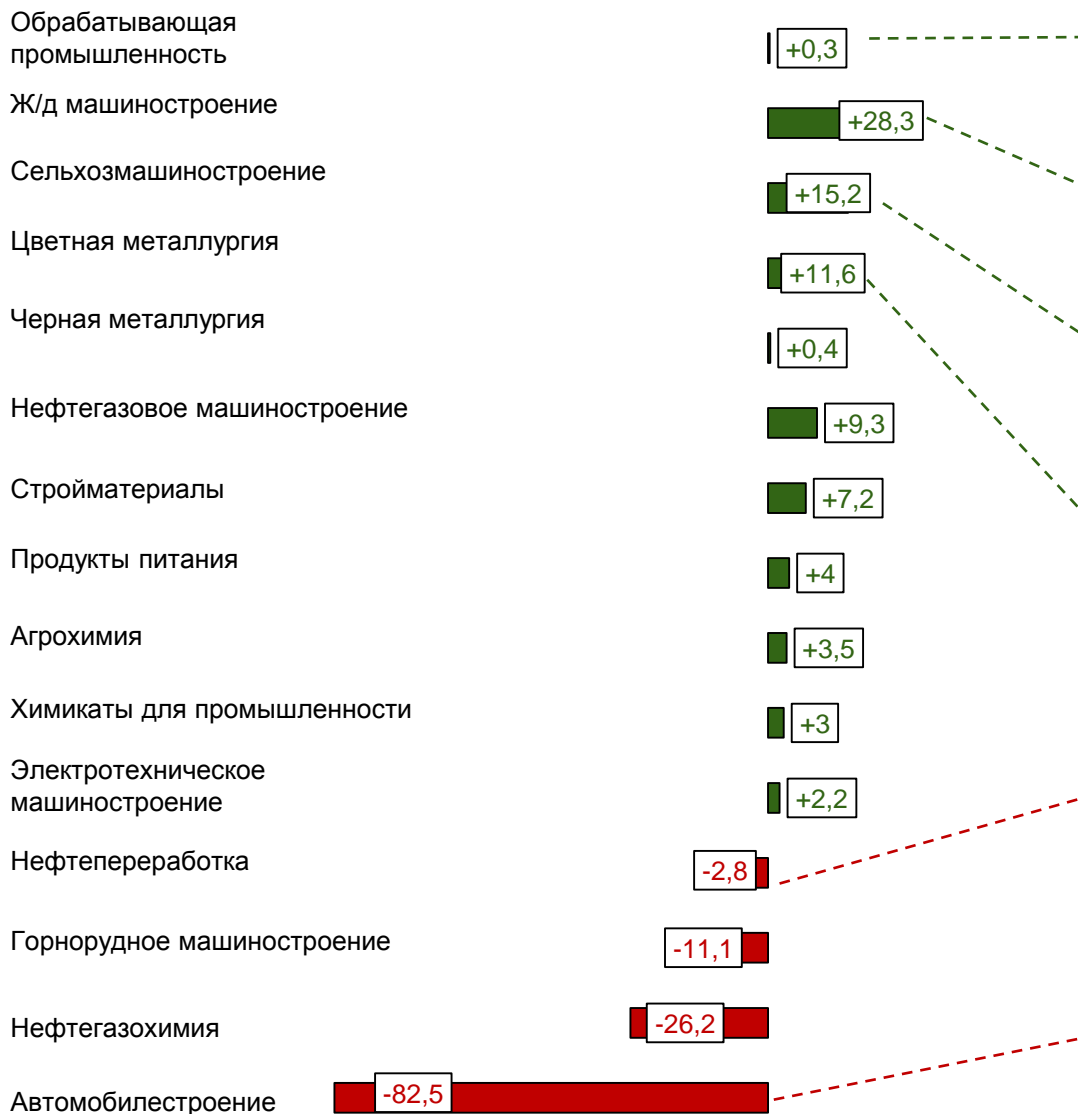 Обрабатывающая
промышленность
+0,3
Ж/д машиностроение
+28,3
Сельхозмашиностроение
+15,2
Цветная металлургия
+11,6
Черная металлургия
+0,4
Нефтегазовое машиностроение
+9,3
Стройматериалы
+7,2
Продукты питания
+4
Агрохимия
+3,5
Химикаты для промышленности
+3
Электротехническое
машиностроение
+2,2
Нефтепереработка
-2,8
Горнорудное машиностроение
-11,1
Нефтегазохимия
-26,2
Автомобилестроение
-82,5